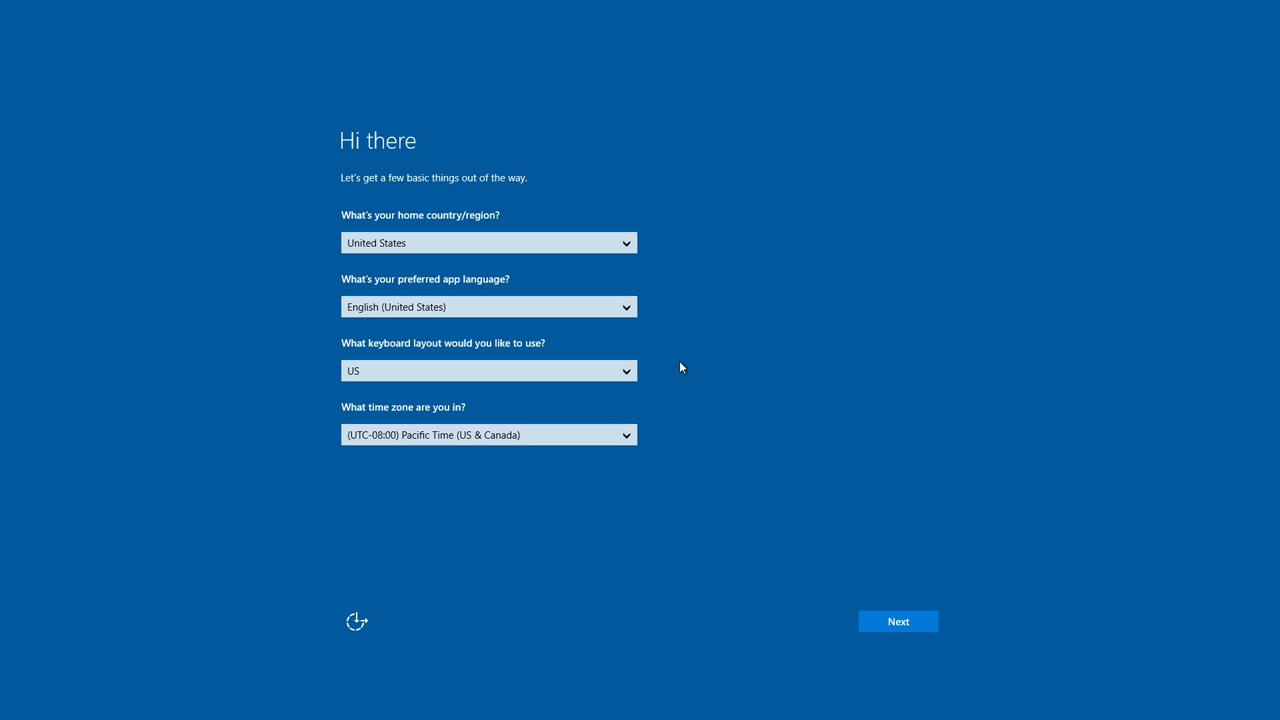 Hi there
Let's get a few basic things out of the way.
What's your home country/region?
United States
What's your preferred app language?
English (United States)
What keyboard layout would you like to use?
US
What time zone are you in?
(UTC-08:00) Pacific Time (US & Canada)
Next